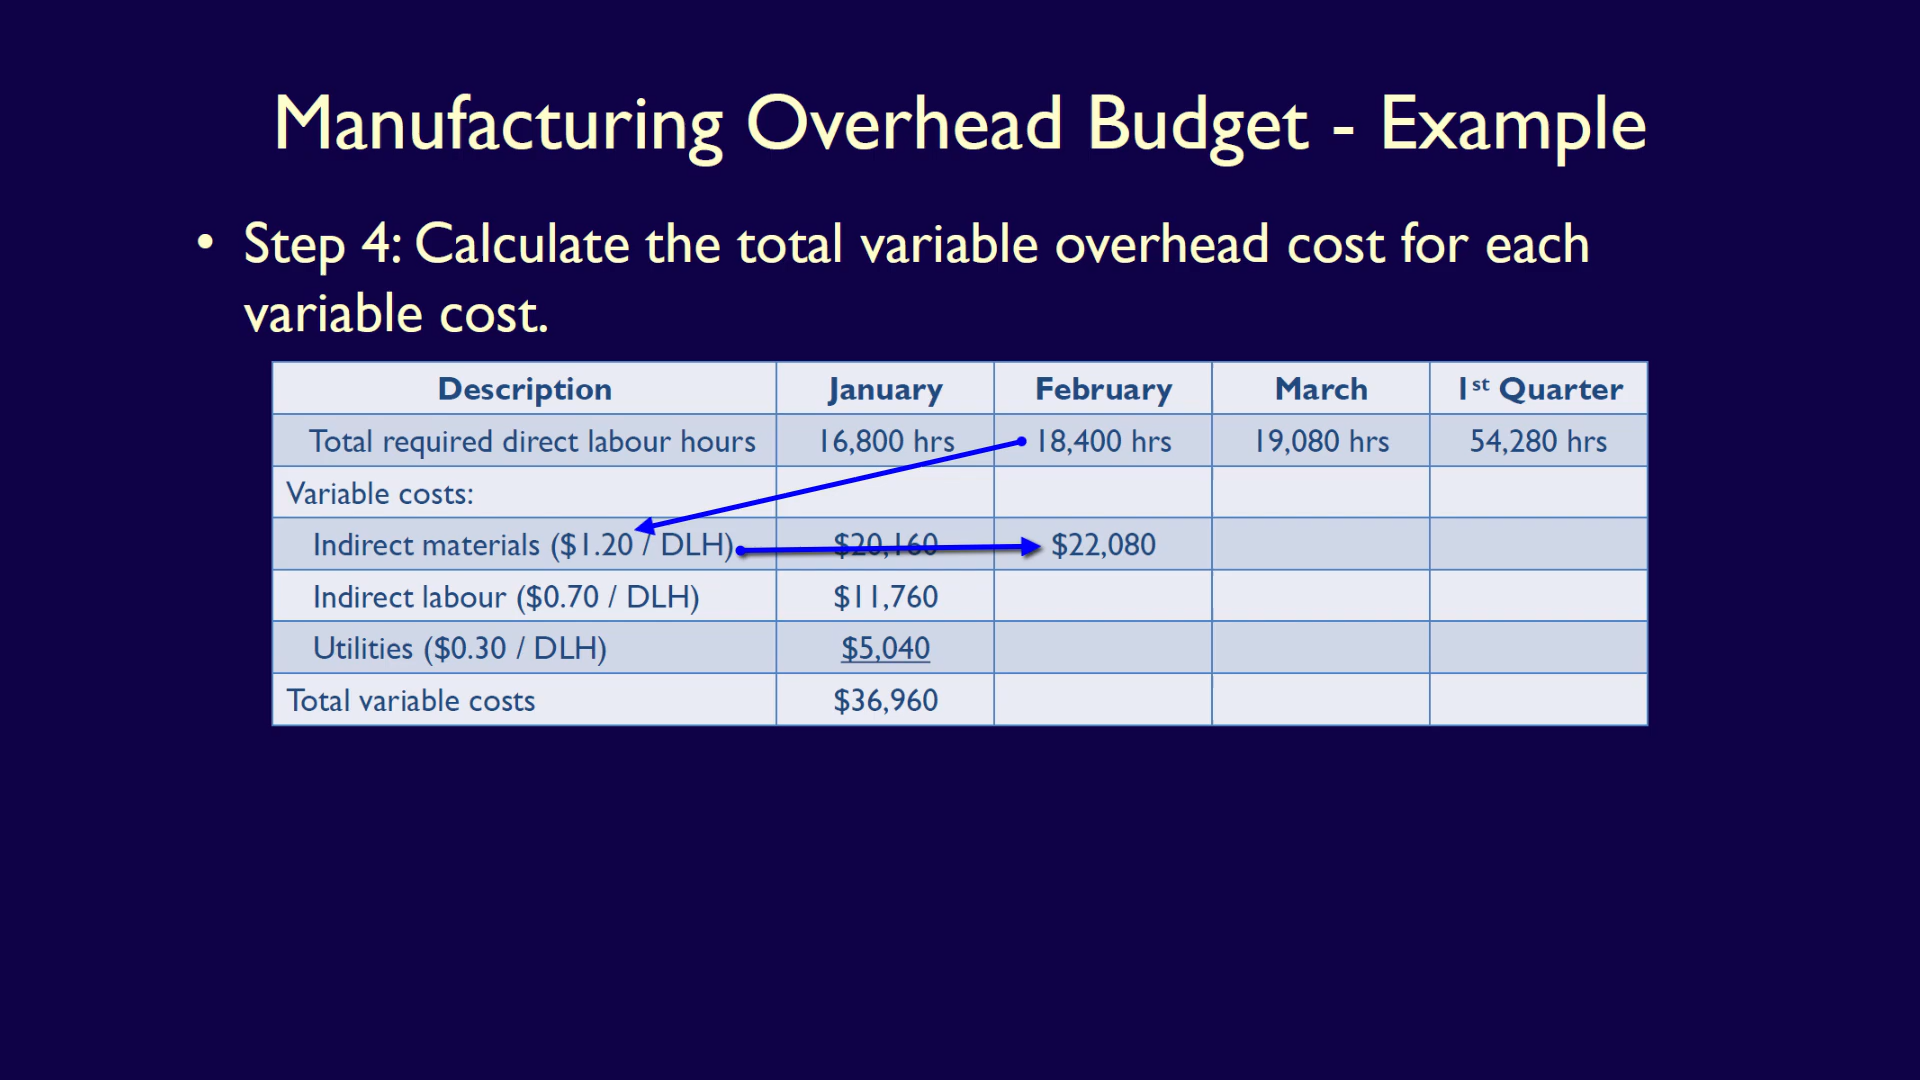 Manufacturing Overhead Budget - Example
• Step 4: Calculate the total variable overhead cost for each
variable cost.
Description January February March 1st Quarter
Total required direct labour hours 16,800 hrs 18,400 hrs 19,080 hrs 54,280 hrs
Variable costs:
Indirect materials ($1.20 / DLH) $20,160 $22,080
Indirect labour ($0.70 / DLH) $11,760
Utilities ($0.30 / DLH) $5,040
Total variable costs $36,960